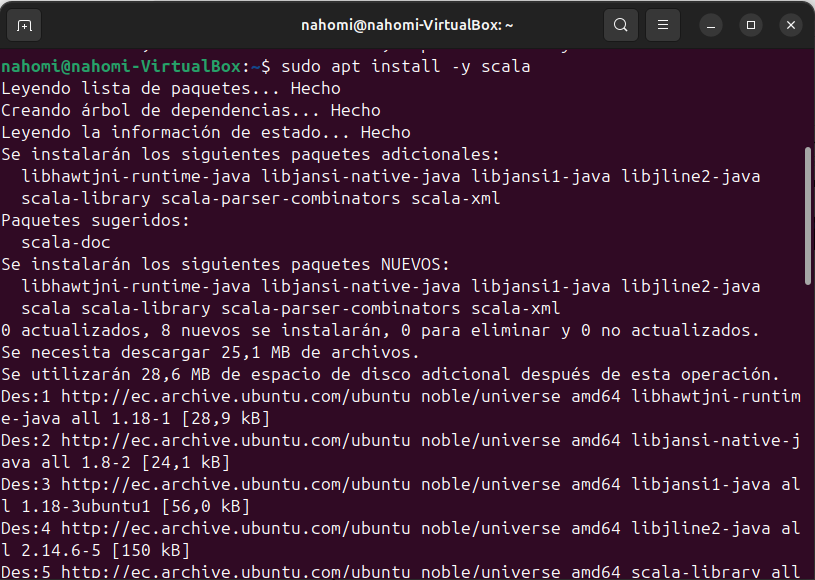 nahomi@nahomi-VirtualBox: ~
nahomi@nahomi-VirtualBox:~$ sudo apt install -y scala
Leyendo lista de paquetes... Hecho
Creando árbol de dependencias... Hecho
Leyendo la información de estado... Hecho
Se instalarán los siguientes paquetes adicionales:
  libhawtjni-runtime-java libjansi-native-java libjansi1-java libjline2-java
  scala-library scala-parser-combinators scala-xml
Paquetes sugeridos:
  scala-doc
Se instalarán los siguientes paquetes NUEVOS:
  libhawtjni-runtime-java libjansi-native-java libjansi1-java libjline2-java
  scala scala-library scala-parser-combinators scala-xml
0 actualizados, 8 nuevos se instalarán, 0 para eliminar y 0 no actualizados.
Se necesita descargar 25,1 MB de archivos.
Se utilizarán 28,6 MB de espacio de disco adicional después de esta operación.
Des:1 http://ec.archive.ubuntu.com/ubuntu noble/universe amd64 libhawtjni-runtim
e-java all 1.18-1 [28,9 kB]
Des:2 http://ec.archive.ubuntu.com/ubuntu noble/universe amd64 libjansi-native-j
ava all 1.8-2 [24,1 kB]
Des:3 http://ec.archive.ubuntu.com/ubuntu noble/universe amd64 libjansi1-java al
l 1.18-3ubuntu1 [56,0 kB]
Des:4 http://ec.archive.ubuntu.com/ubuntu noble/universe amd64 libjline2-java al
l 2.14.6-5 [150 kB]
Des:5 http://ec.archive.ubuntu.com/ubuntu noble/universe amd64 scala-library all